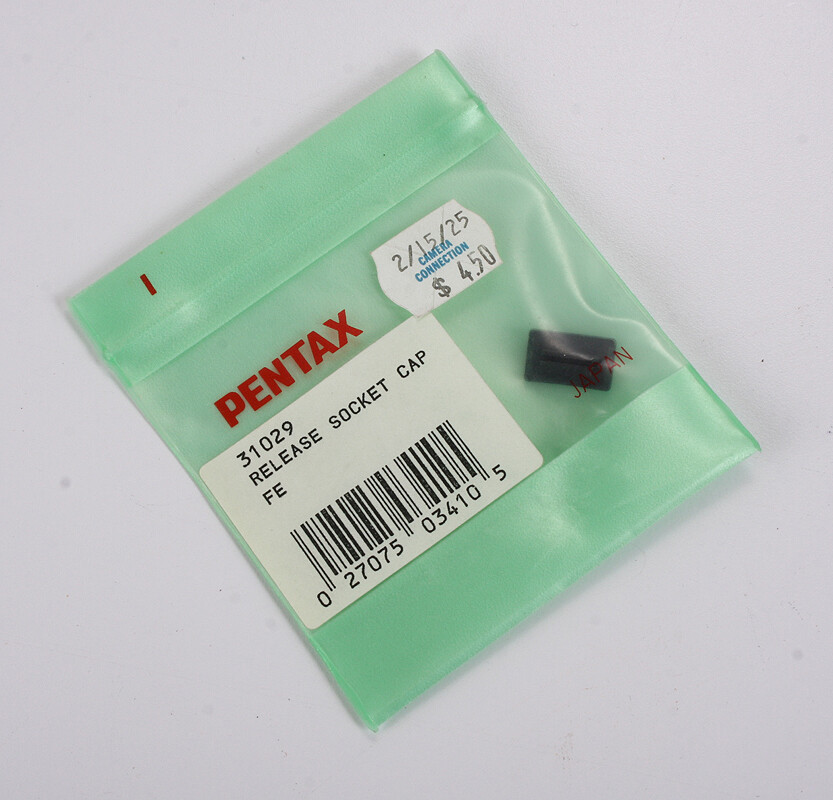 I
2/15/25
CAMERA
CONNECTION
$ 4.50
PENTAX
JAPAN
31029
RELEASE SOCKET CAP
FE
0 27075 03410 5